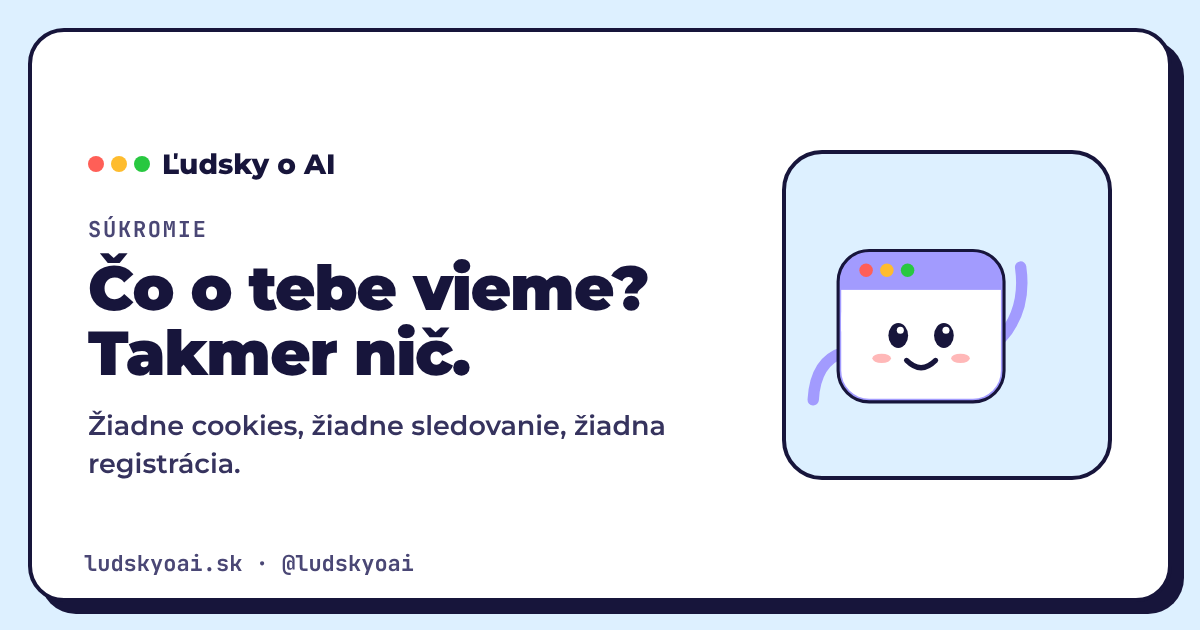 Ľudsky o AI
SÚKROMIE
Čo o tebe vieme?
Takmer nič.
Žiadne cookies, žiadne sledovanie, žiadna
registrácia.
ludskyoai.sk · @ludskyoai